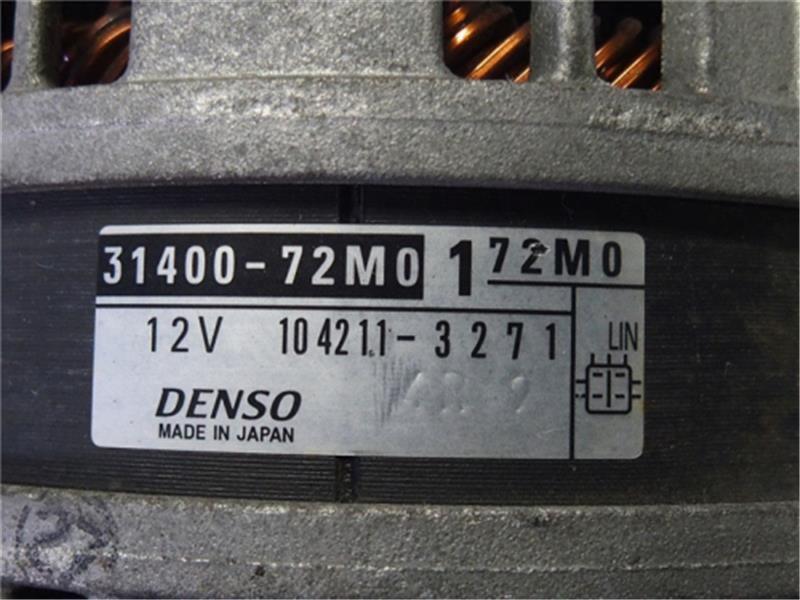 31400-72M0 1 72M0
12V 104211-3271 LIN
DENSO
MADE IN JAPAN